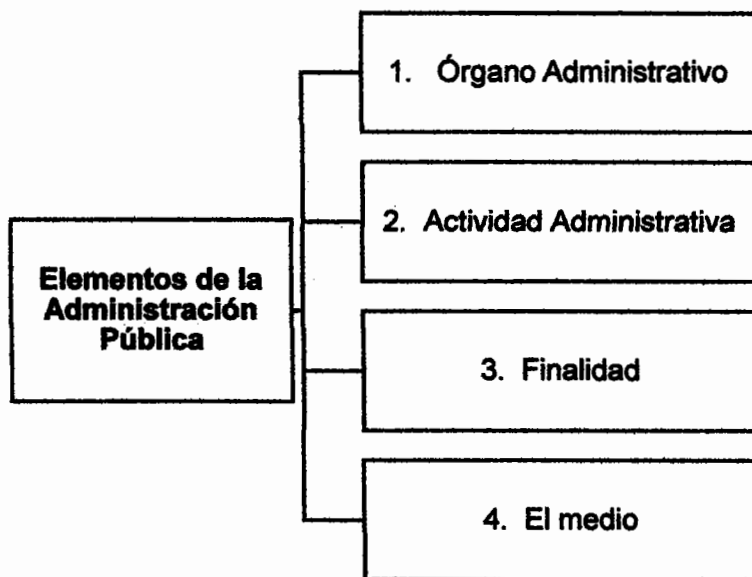 Elementos de la
Administración
Pública
1. Órgano Administrativo
2. Actividad Administrativa
3. Finalidad
4. El medio